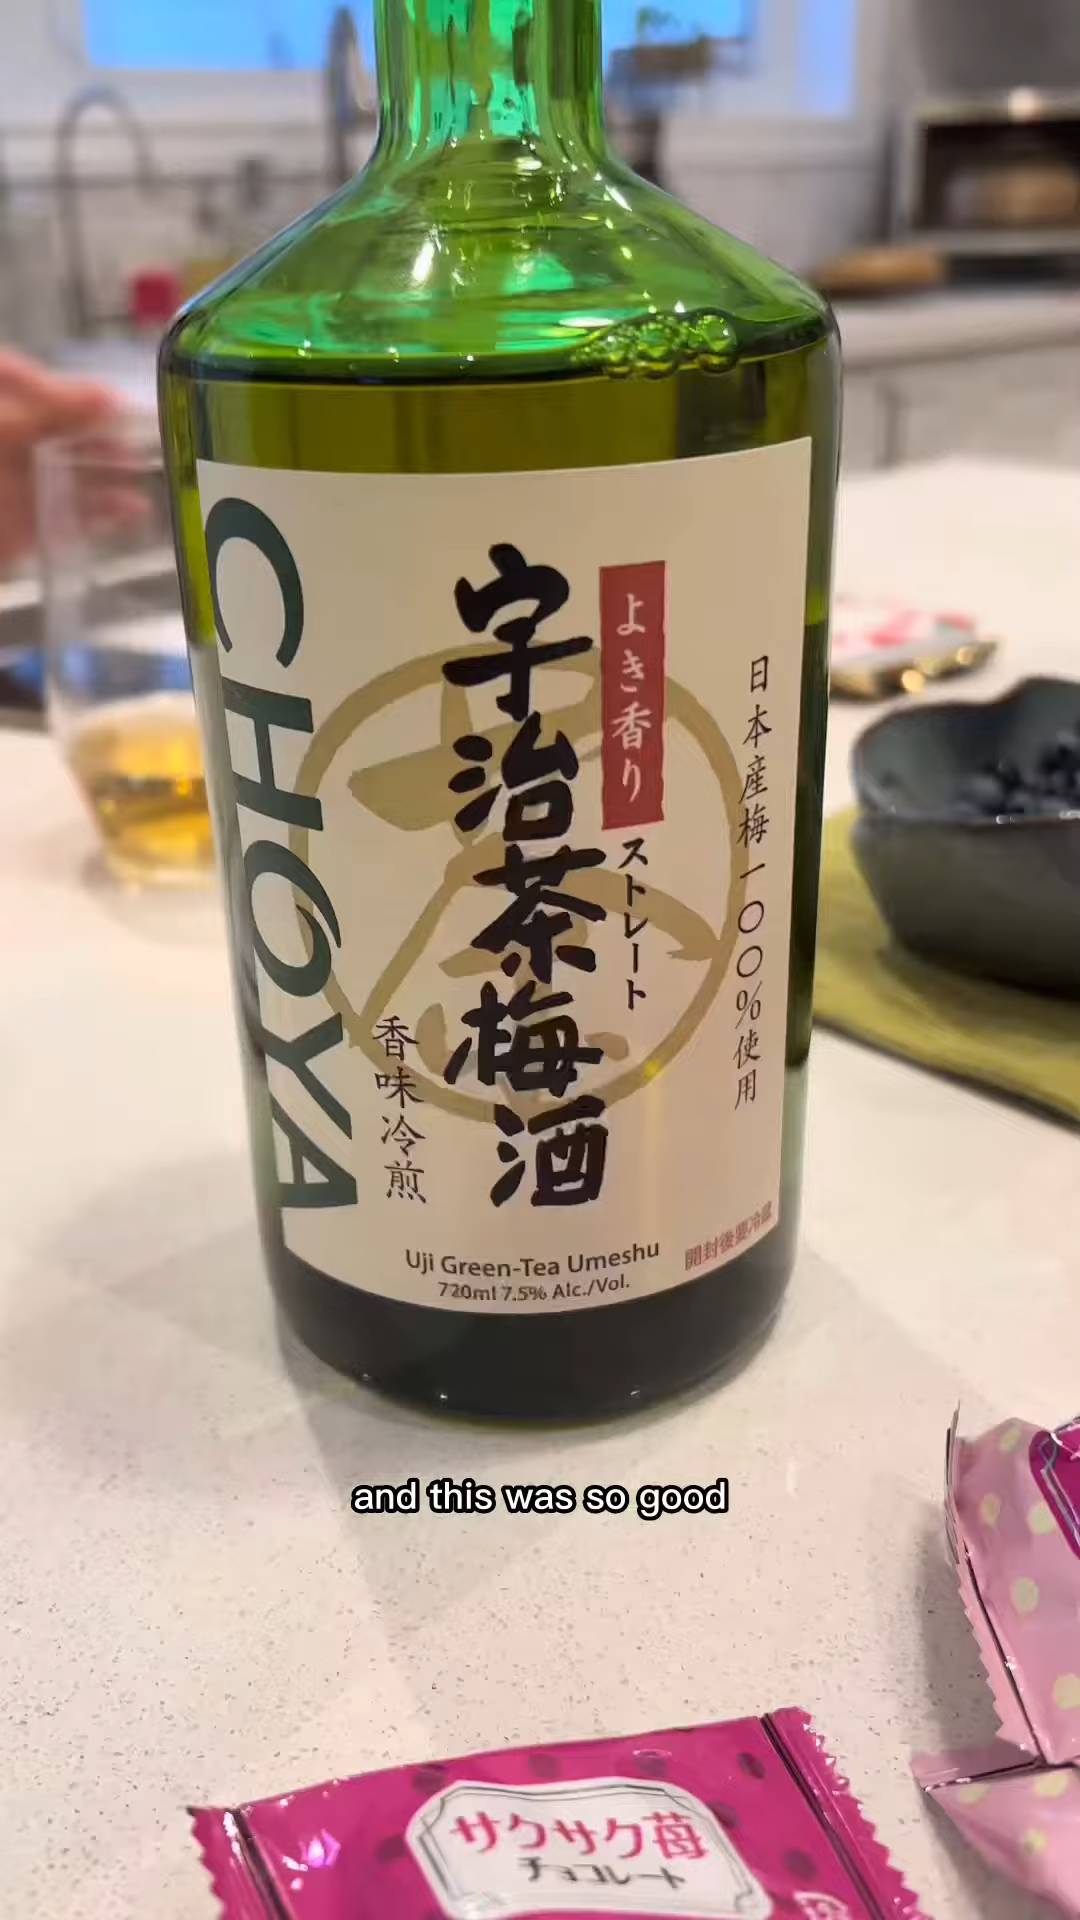 CHOYA
宇治茶梅酒
よき香り
ストレート
日本産梅一〇〇%使用
香味冷煎
Uji Green-Tea Umeshu
720ml 7.5% Alc./Vol.
開封後要冷蔵
and this was so good
サクサク苺
チョコレート